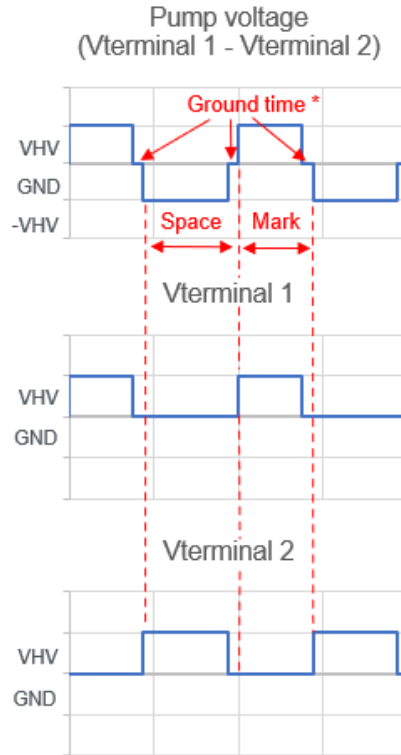 Pump voltage
(Vterminal 1 - Vterminal 2)
Ground time *
VHV
GND
-VHV
Space
Mark
Vterminal 1
VHV
GND
Vterminal 2
VHV
GND